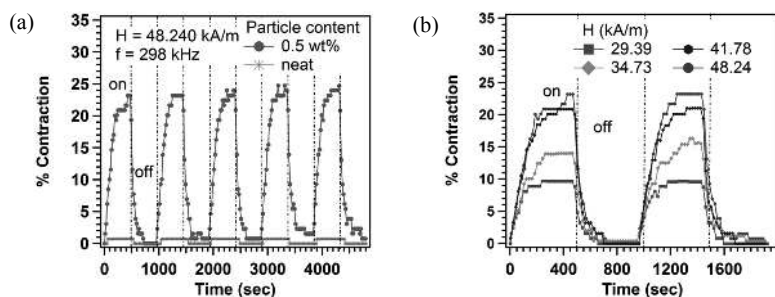 (a)
% Contraction
35
30
25
20
15
10
5
0
H = 48.240 kA/m
f = 298 kHz
Particle content
0.5 wt%
neat
on
off
0 1000 2000 3000 4000
Time (sec)
(b)
% Contraction
35
30
25
20
15
10
5
0
H (kA/m)
29.39 41.78
34.73 48.24
on
off
0 400 800 1200 1600
Time (sec)